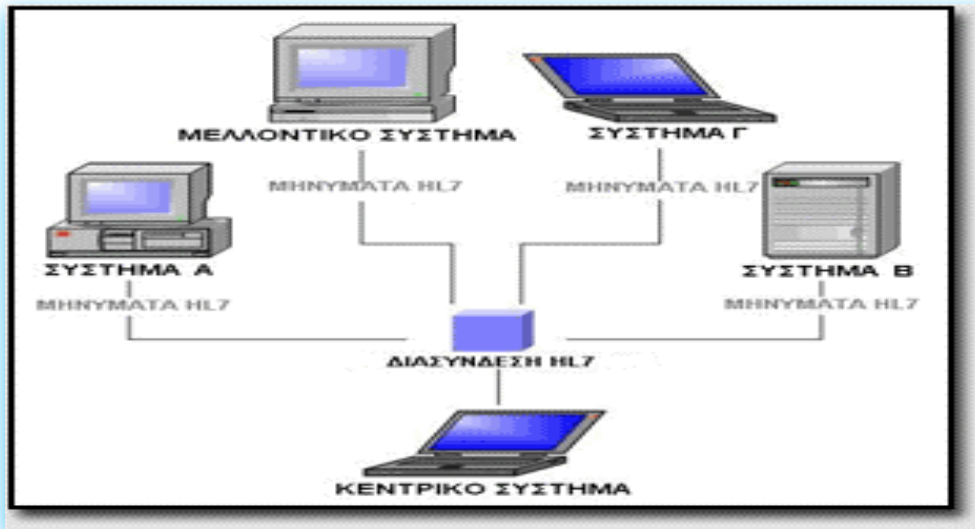 ΜΕΛΛΟΝΤΙΚΟ ΣΥΣΤΗΜΑ
ΣΥΣΤΗΜΑ Γ
ΜΗΝΥΜΑΤΑ HL7
ΜΗΝΥΜΑΤΑ HL7
ΣΥΣΤΗΜΑ Α
ΣΥΣΤΗΜΑ Β
ΜΗΝΥΜΑΤΑ HL7
ΜΗΝΥΜΑΤΑ HL7
ΔΙΑΣΥΝΔΕΣΗ HL7
ΚΕΝΤΡΙΚΟ ΣΥΣΤΗΜΑ